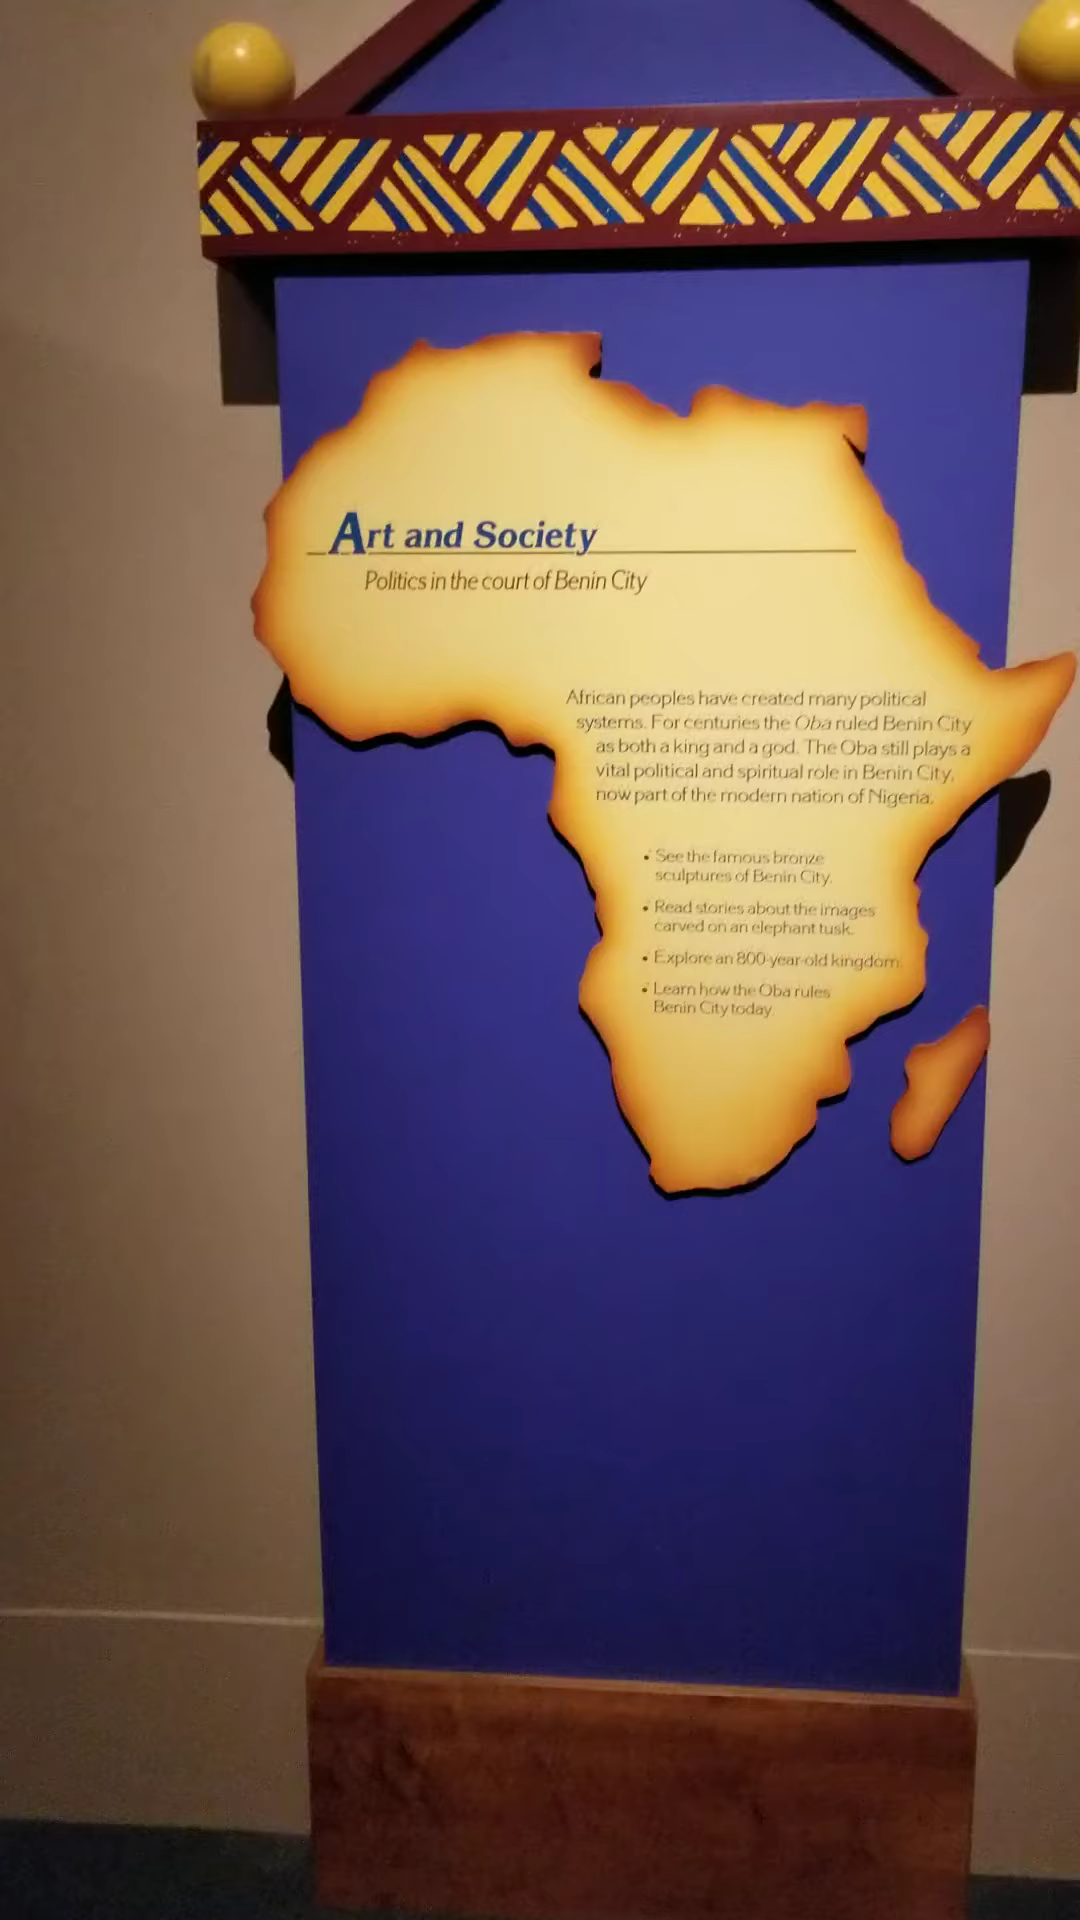 Art and Society
Politics in the court of Benin City
African peoples have created many political
systems. For centuries the Oba ruled Benin City
as both a king and a god. The Oba still plays a
vital political and spiritual role in Benin City,
now part of the modern nation of Nigeria.
• See the famous bronze
sculptures of Benin City.
• Read stories about the images
carved on an elephant tusk.
• Explore an 800-year-old kingdom.
• Learn how the Oba rules
Benin City today.